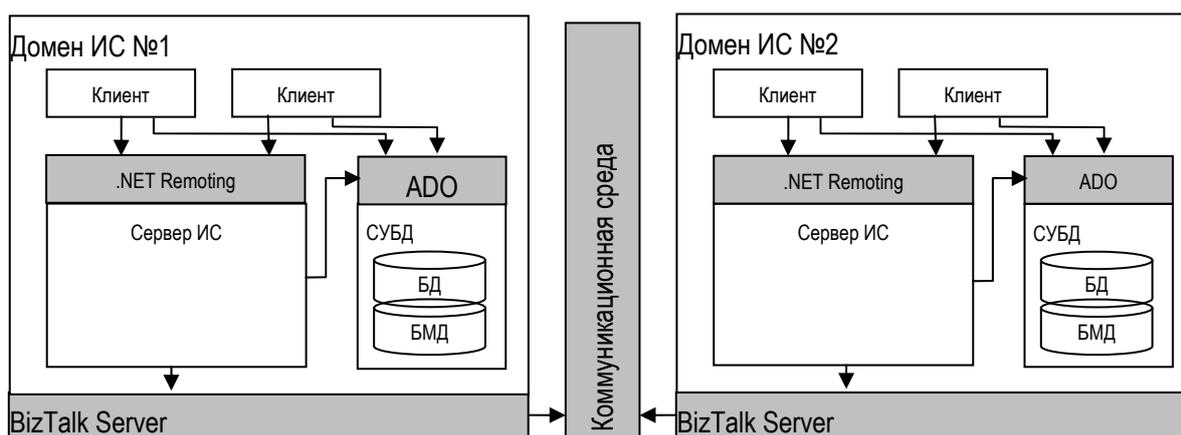 Домен ИС №1
Клиент
Клиент
.NET Remoting
ADO
Сервер ИС
СУБД
БД
БМД
BizTalk Server
Коммуникационная среда
Домен ИС №2
Клиент
Клиент
.NET Remoting
ADO
Сервер ИС
СУБД
БД
БМД
BizTalk Server